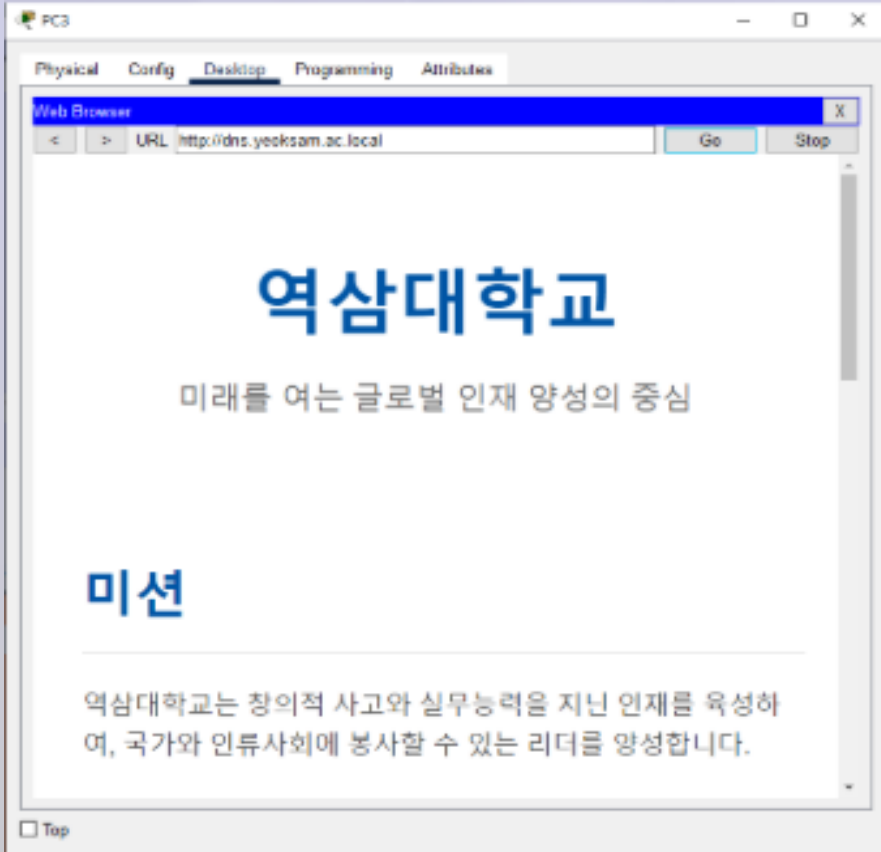 PC3
Physical Config Desktop Programming Attributes
Web Browser X
< > URL http://dns.yeoksam.ac.local Go Stop
역삼대학교
미래를 여는 글로벌 인재 양성의 중심
미션
역삼대학교는 창의적 사고와 실무능력을 지닌 인재를 육성하
여, 국가와 인류사회에 봉사할 수 있는 리더를 양성합니다.
Top